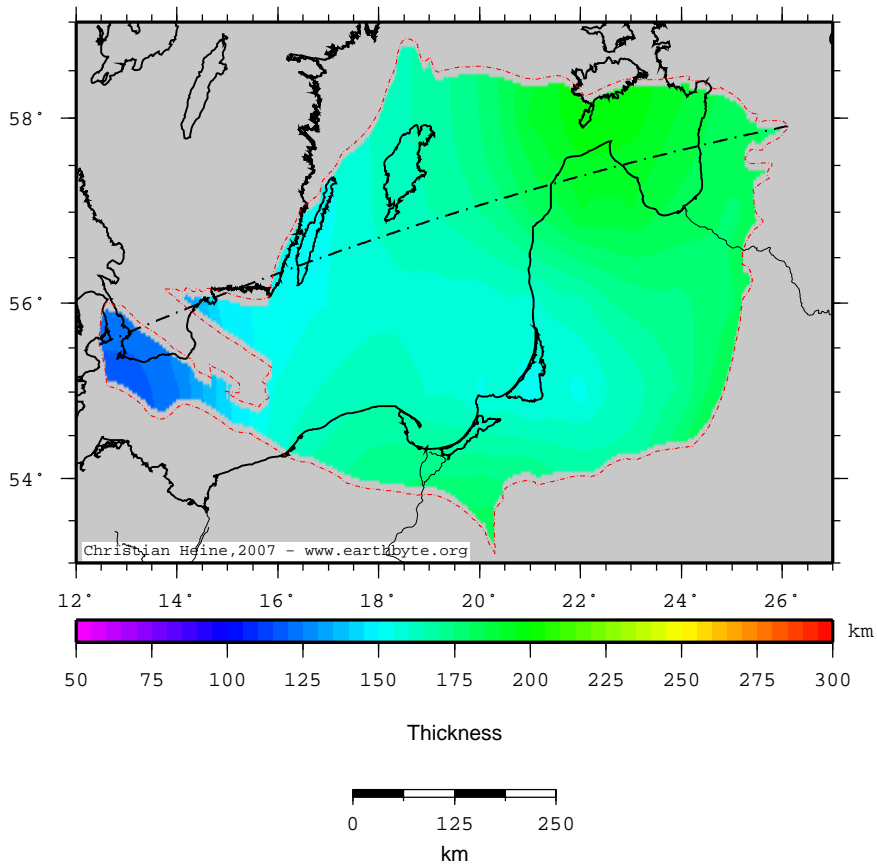 58°
56°
54°
Christian Heine,2007 - www.earthbyte.org
12° 14° 16° 18° 20° 22° 24° 26°
km
50 75 100 125 150 175 200 225 250 275 300
Thickness
0 125 250
km